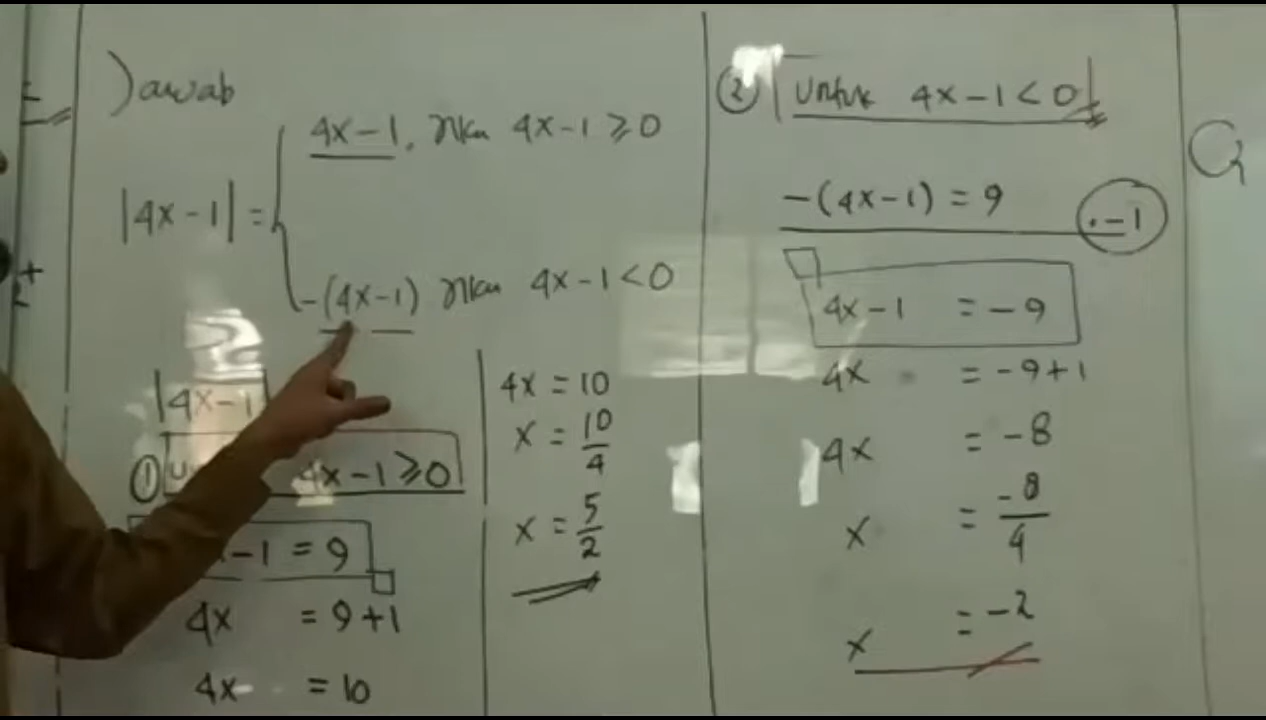 Jawab
4x-1, jika 4x-1 ≥ 0
|4x-1| =
-(4x-1) jika 4x-1 < 0
|4x-1|
① 4x-1 ≥ 0
-1 = 9
4x = 9+1
4x = 10
4x = 10
x = 10/4
x = 5/2
② Untuk 4x-1 < 0
-(4x-1) = 9 .-1
4x-1 = -9
4x = -9+1
4x = -8
x = -8/4
x = -2